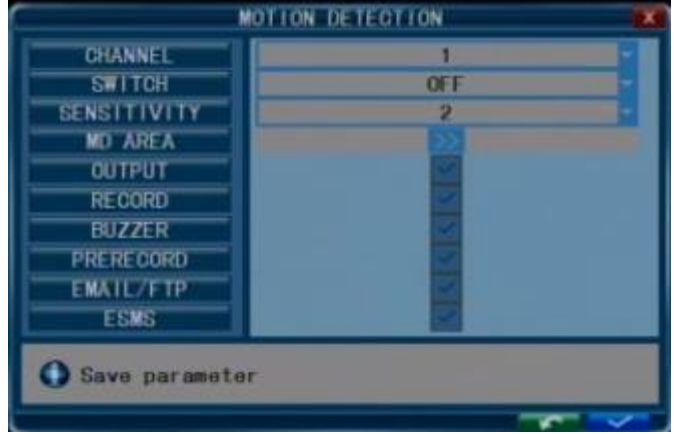 MOTION DETECTION
CHANNEL 1
SWITCH OFF
SENSITIVITY 2
MD AREA >>
OUTPUT
RECORD
BUZZER
PRERECORD
EMAIL/FTP
ESMS
Save parameter